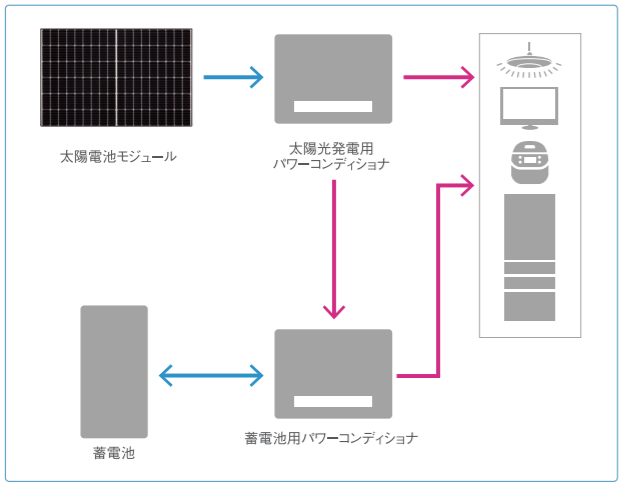 太陽電池モジュール
太陽光発電用
パワーコンディショナ
蓄電池
蓄電池用パワーコンディショナ